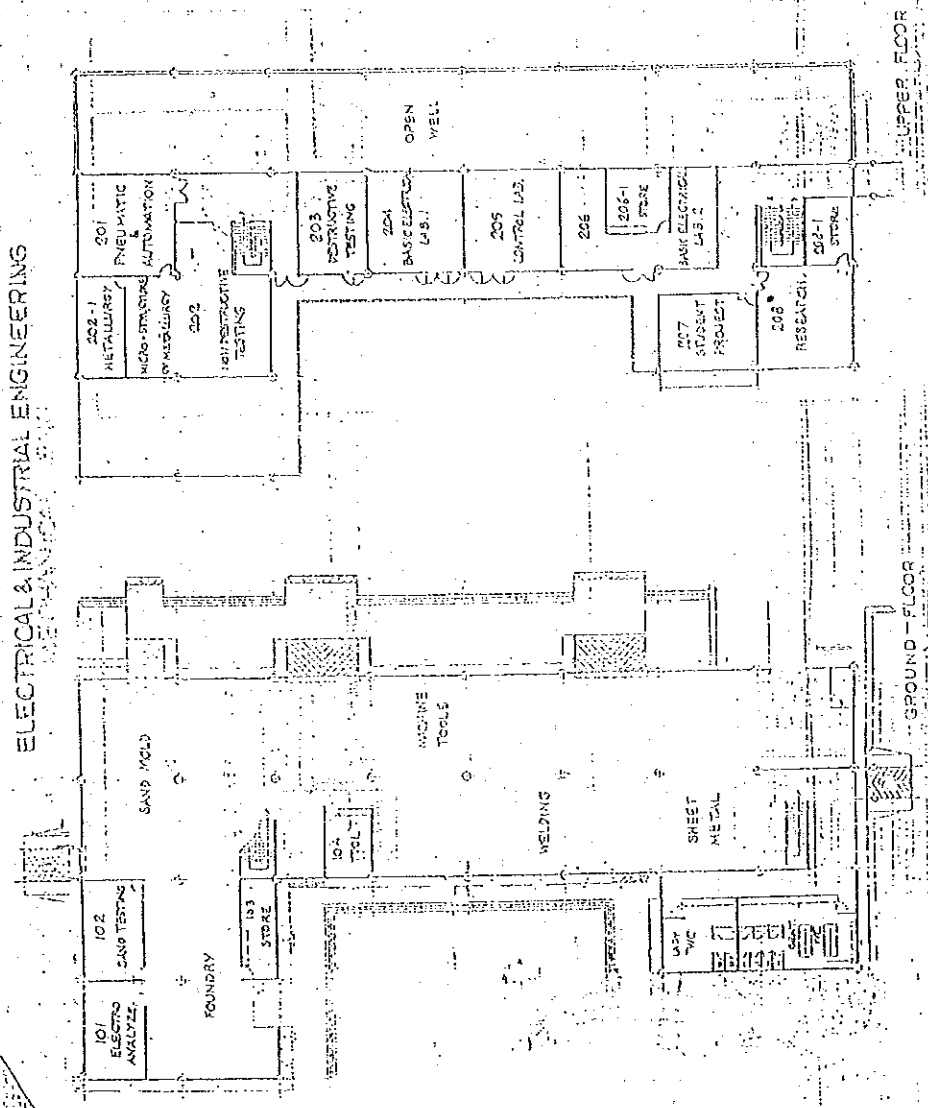 ELECTRICAL & INDUSTRIAL ENGINEERING
201
PNEUMATIC
&
AUTOMATION
202-1
METALLURGY
MICRO-STRUCTURE
OF METALLURGY
202
NON DESTRUCTIVE
TESTING
203
DESTRUCTIVE
TESTING
204
BASIC ELECTRICAL
LAB. 1
205
CONTROL LAB.
206
206-1
STORE
BASIC ELECTRICAL
LAB. 2
207
STUDENT
PROJECT
208
RESEARCH
208-1
STORE
OPEN
WELL
UPPER FLOOR
101
ELECTRO
ANALYZE.
102
SAND TESTING
SAND MOLD
FOUNDRY
103
STORE
104
MACHINE
TOOLS
WELDING
SHEET
METAL
LADY
GROUND-FLOOR